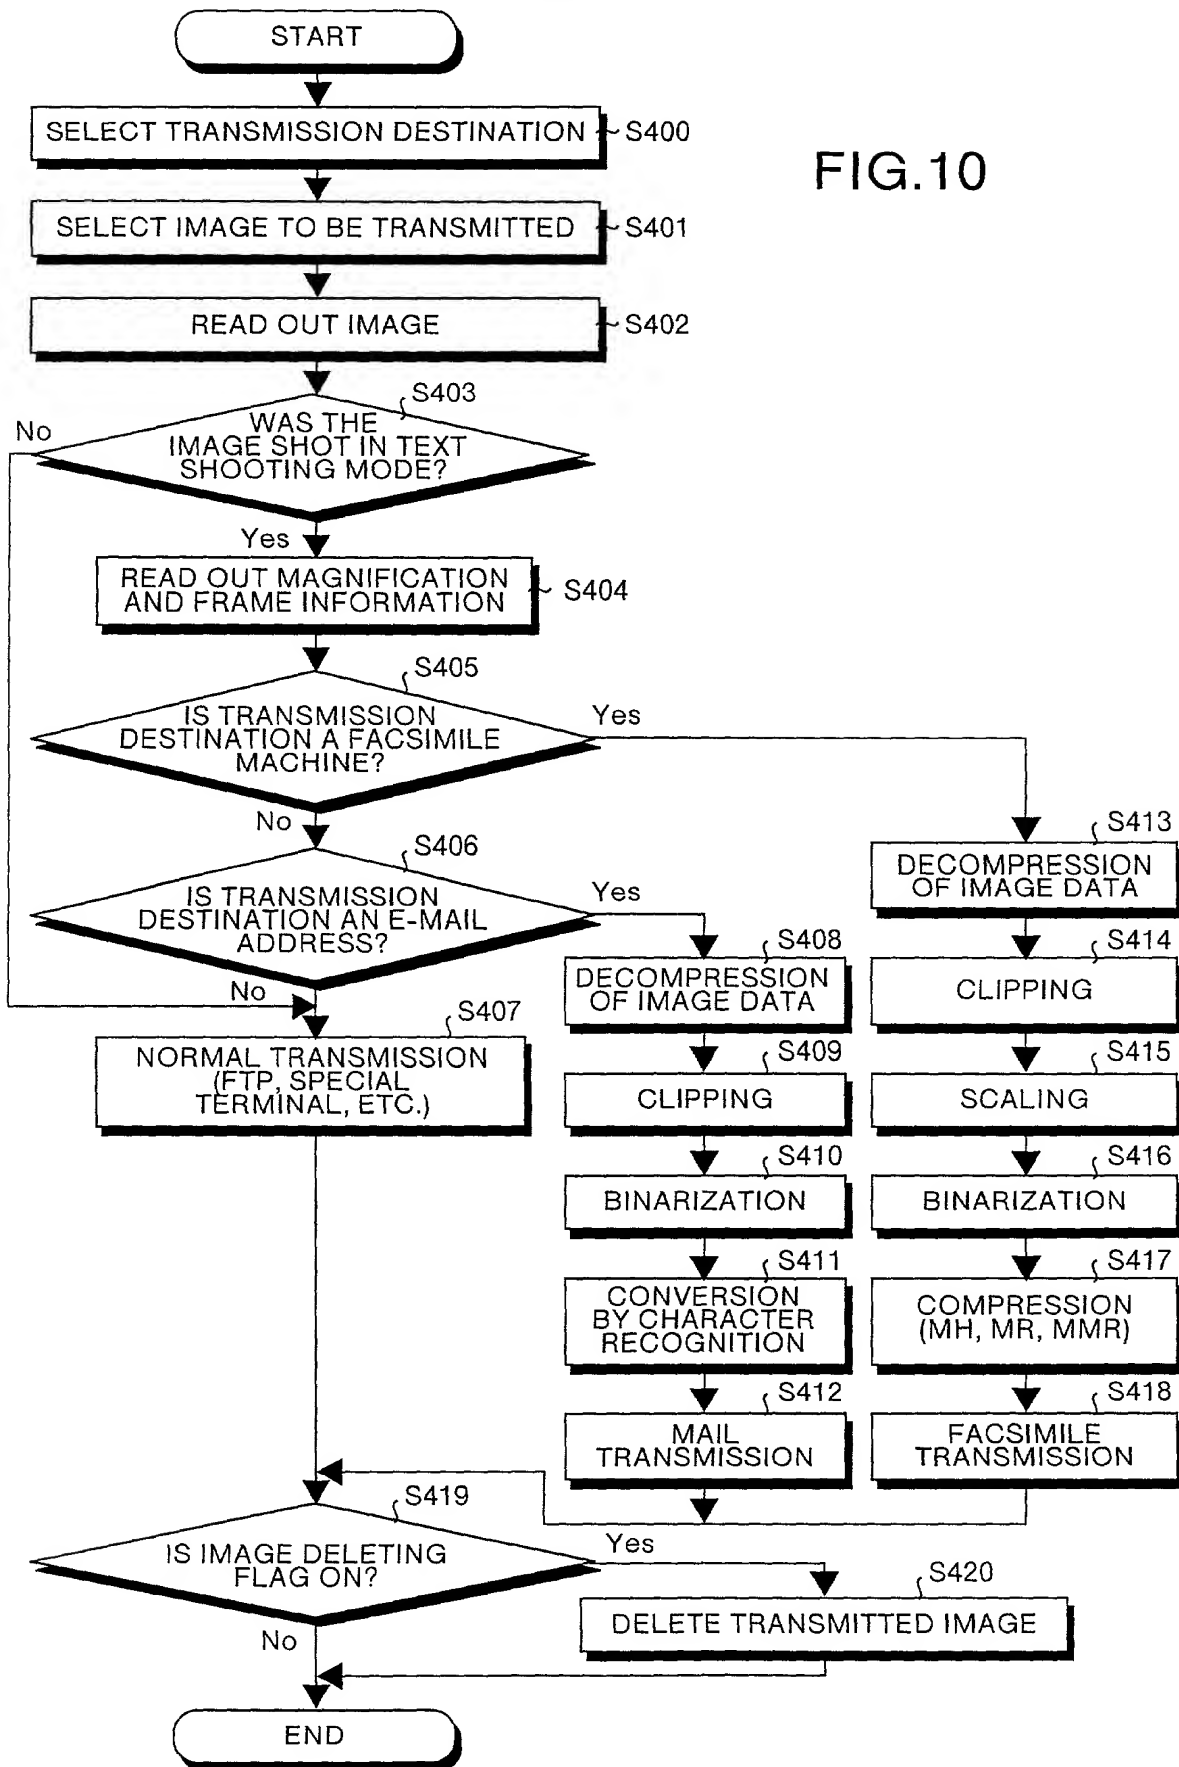 START
SELECT TRANSMISSION DESTINATION
S400
FIG.10
SELECT IMAGE TO BE TRANSMITTED
S401
READ OUT IMAGE
S402
S403
No
WAS THE
IMAGE SHOT IN TEXT
SHOOTING MODE?
Yes
READ OUT MAGNIFICATION
AND FRAME INFORMATION
S404
S405
IS TRANSMISSION
DESTINATION A FACSIMILE
MACHINE?
Yes
No
S406
IS TRANSMISSION
DESTINATION AN E-MAIL
ADDRESS?
Yes
No
S407
NORMAL TRANSMISSION
(FTP, SPECIAL
TERMINAL, ETC.)
S408
DECOMPRESSION
OF IMAGE DATA
S409
CLIPPING
S410
BINARIZATION
S411
CONVERSION
BY CHARACTER
RECOGNITION
S412
MAIL
TRANSMISSION
S413
DECOMPRESSION
OF IMAGE DATA
S414
CLIPPING
S415
SCALING
S416
BINARIZATION
S417
COMPRESSION
(MH, MR, MMR)
S418
FACSIMILE
TRANSMISSION
S419
IS IMAGE DELETING
FLAG ON?
Yes
S420
DELETE TRANSMITTED IMAGE
No
END